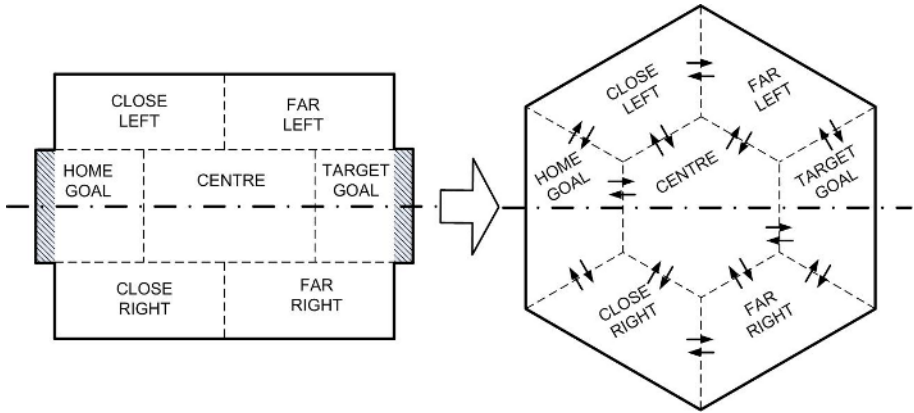 CLOSE
LEFT
FAR
LEFT
HOME
GOAL
CENTRE
TARGET
GOAL
CLOSE
RIGHT
FAR
RIGHT
CLOSE
LEFT
FAR
LEFT
HOME
GOAL
CENTRE
TARGET
GOAL
CLOSE
RIGHT
FAR
RIGHT